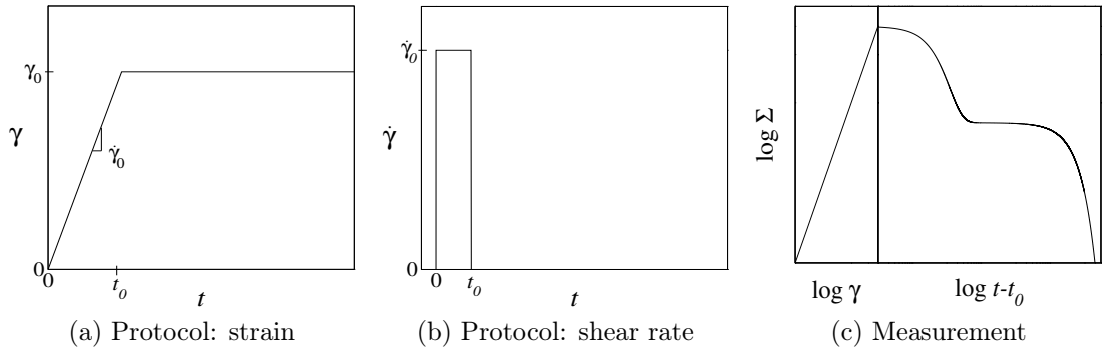 γ₀
γ
γ̇₀
0
0
t₀
t
(a) Protocol: strain
γ̇₀
γ̇
0
0
t₀
t
(b) Protocol: shear rate
log Σ
log γ
log t-t₀
(c) Measurement